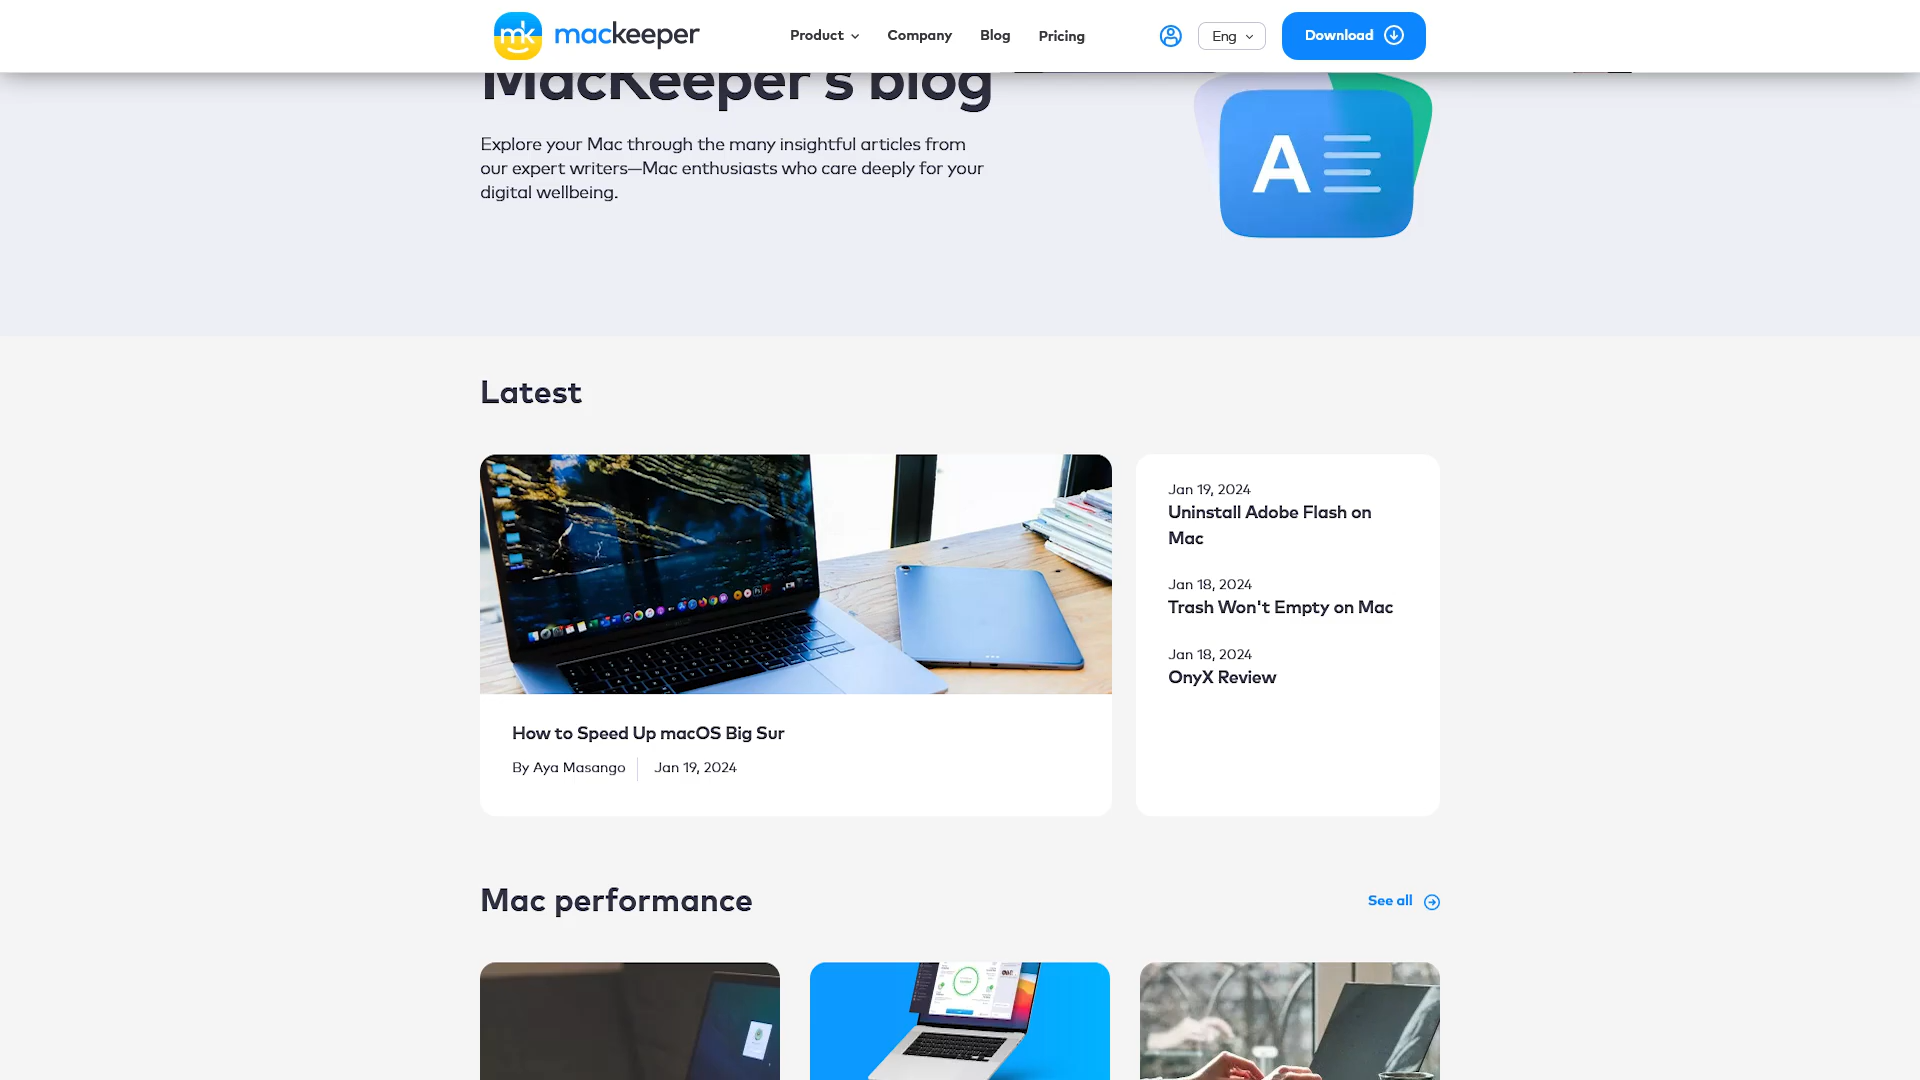 mk mackeeper
Product
Company
Blog
Pricing
Eng
Download
MacKeeper's blog
Explore your Mac through the many insightful articles from
our expert writers—Mac enthusiasts who care deeply for your
digital wellbeing.
A
Latest
How to Speed Up macOS Big Sur
By Aya Masango
Jan 19, 2024
Jan 19, 2024
Uninstall Adobe Flash on
Mac
Jan 18, 2024
Trash Won't Empty on Mac
Jan 18, 2024
OnyX Review
Mac performance
See all